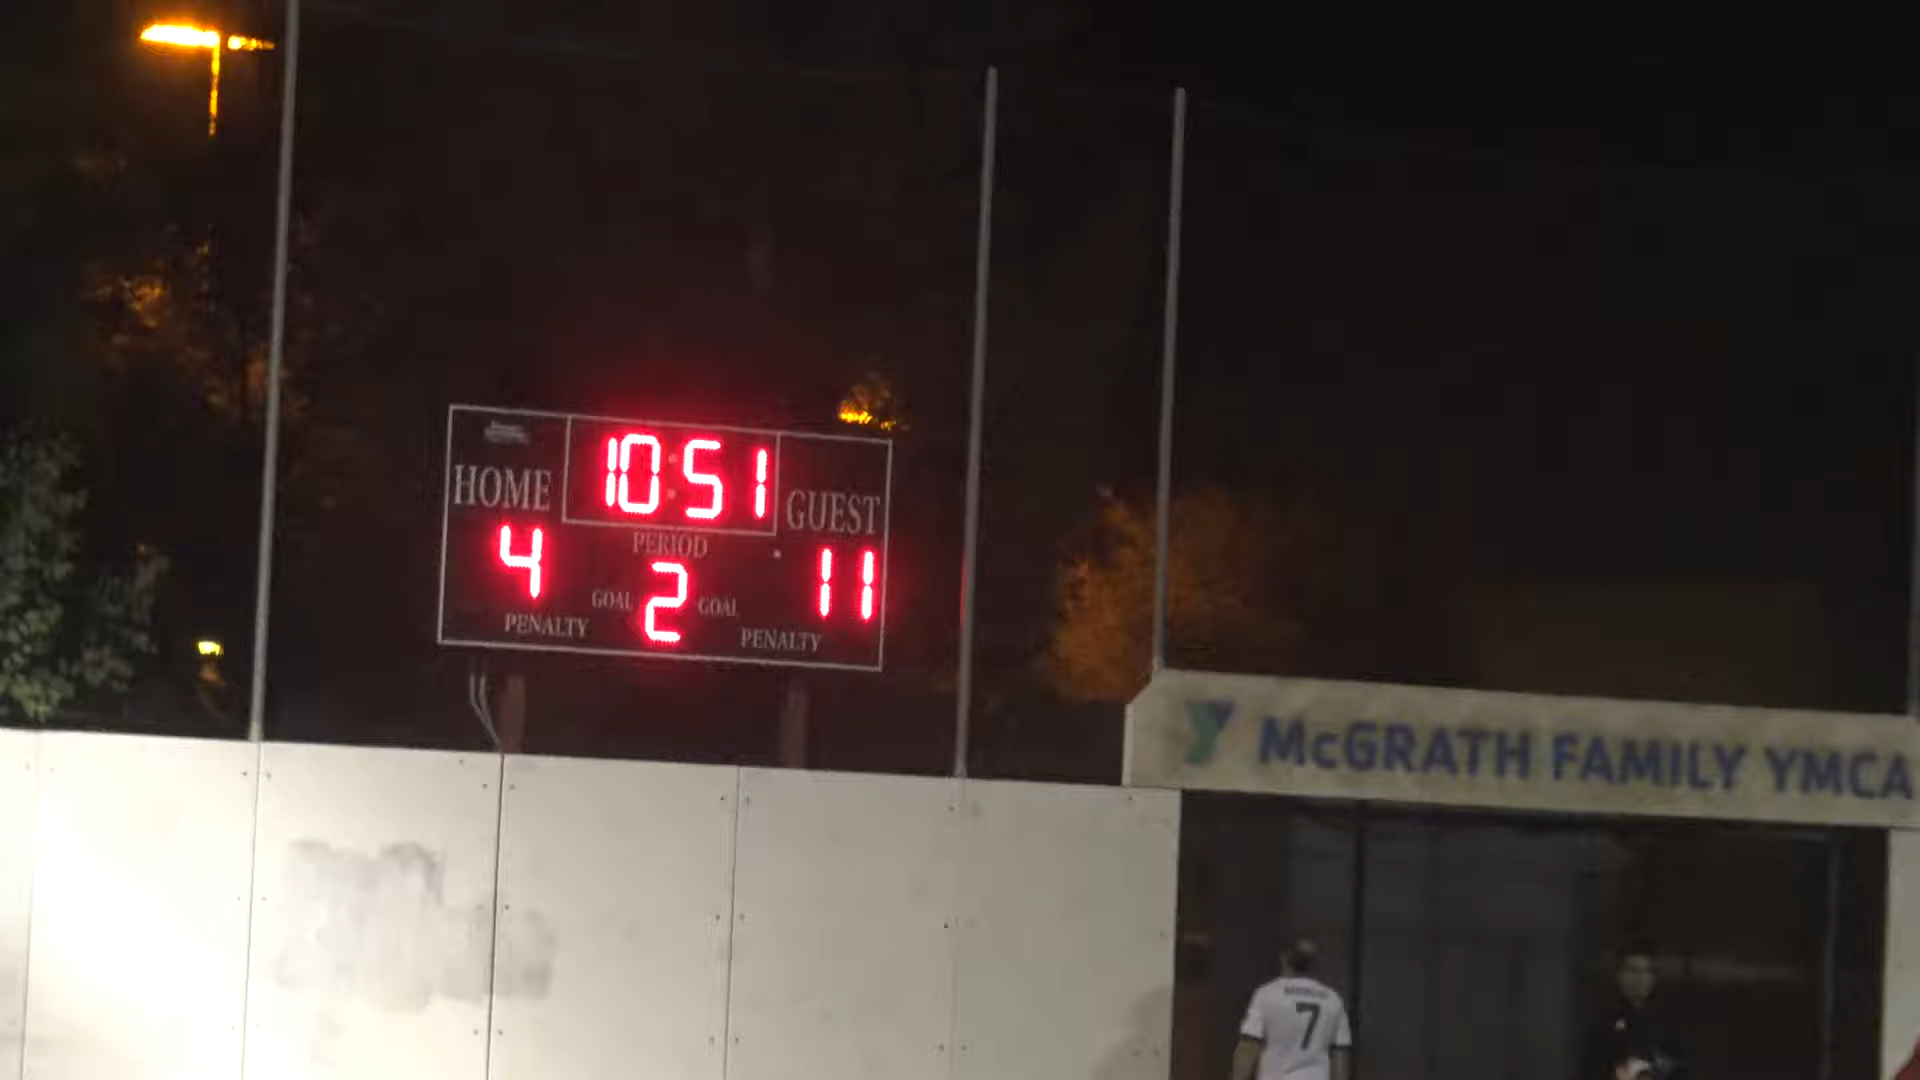 10:51
HOME
GUEST
4
PERIOD
11
GOAL
2
GOAL
PENALTY
PENALTY
Y McGRATH FAMILY YMCA
7